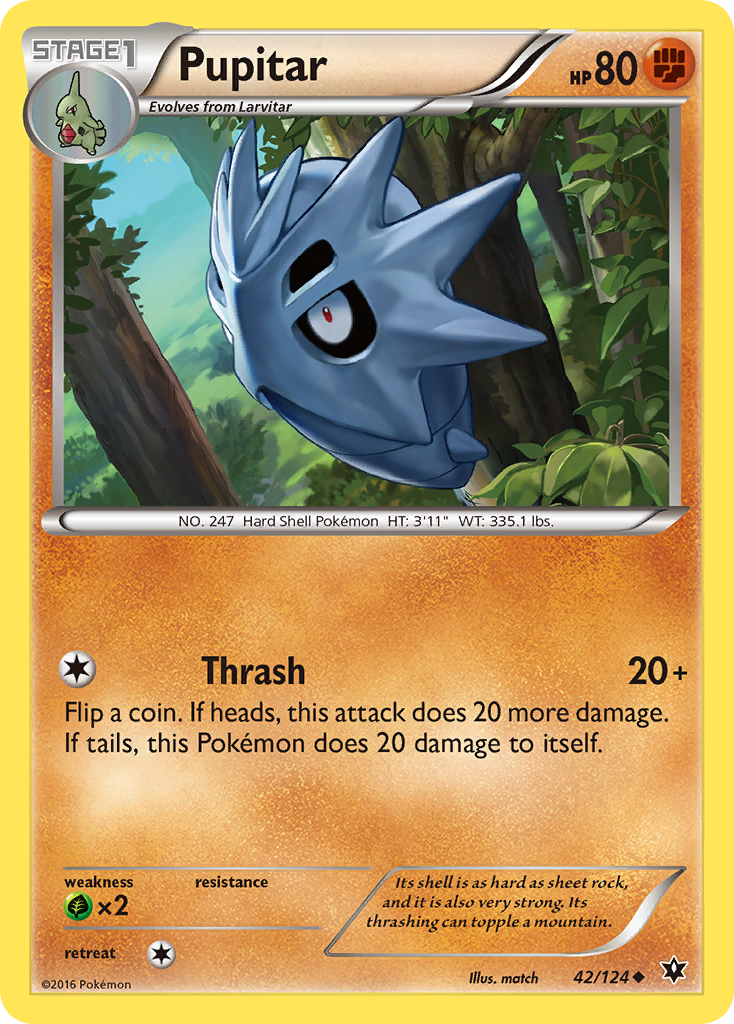 STAGE1
Pupitar
HP80
Evolves from Larvitar
NO. 247 Hard Shell Pokémon HT: 3'11" WT: 335.1 lbs.
Thrash 20+
Flip a coin. If heads, this attack does 20 more damage.
If tails, this Pokémon does 20 damage to itself.
weakness
×2
resistance
retreat
Its shell is as hard as sheet rock,
and it is also very strong. Its
thrashing can topple a mountain.
©2016 Pokémon
Illus. match
42/124